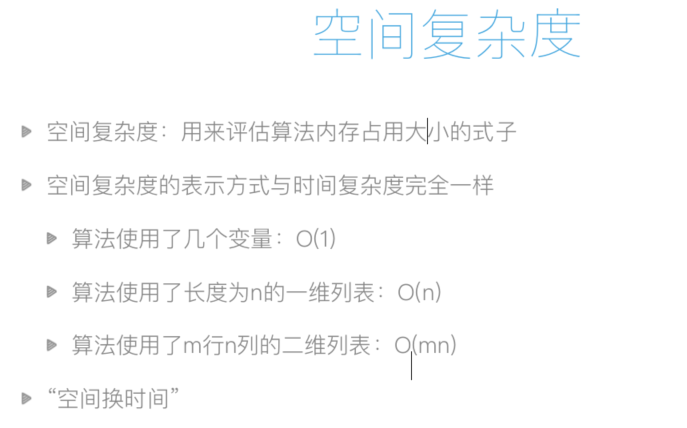 空间复杂度
空间复杂度：用来评估算法内存占用大小的式子
空间复杂度的表示方式与时间复杂度完全一样
算法使用了几个变量：O(1)
算法使用了长度为n的一维列表：O(n)
算法使用了m行n列的二维列表：O(mn)
“空间换时间”